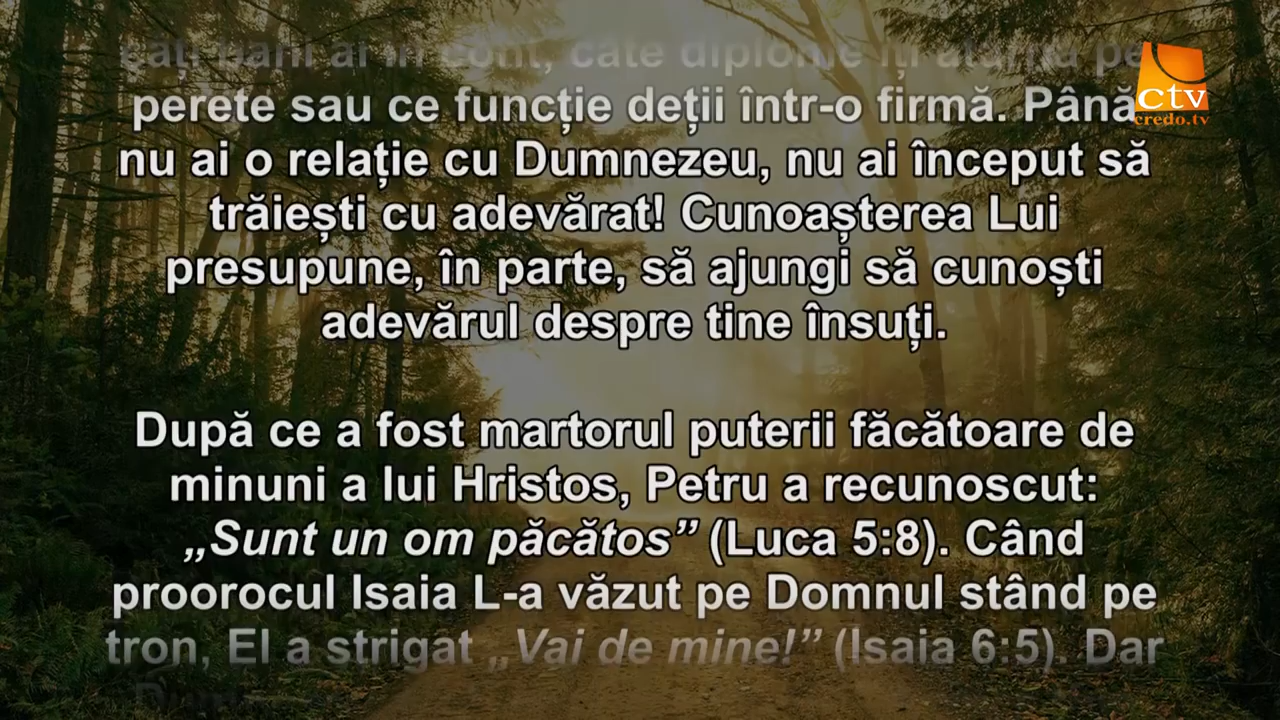 câți bani ai în cont, câte diplome îți atârnă pe
perete sau ce funcție deții într-o firmă. Până
nu ai o relație cu Dumnezeu, nu ai început să
trăiești cu adevărat! Cunoașterea Lui
presupune, în parte, să ajungi să cunoști
adevărul despre tine însuți.
După ce a fost martorul puterii făcătoare de
minuni a lui Hristos, Petru a recunoscut:
„Sunt un om păcătos” (Luca 5:8). Când
proorocul Isaia L-a văzut pe Domnul stând pe
tron, El a strigat „Vai de mine!” (Isaia 6:5). Dar
ctv
credo.tv